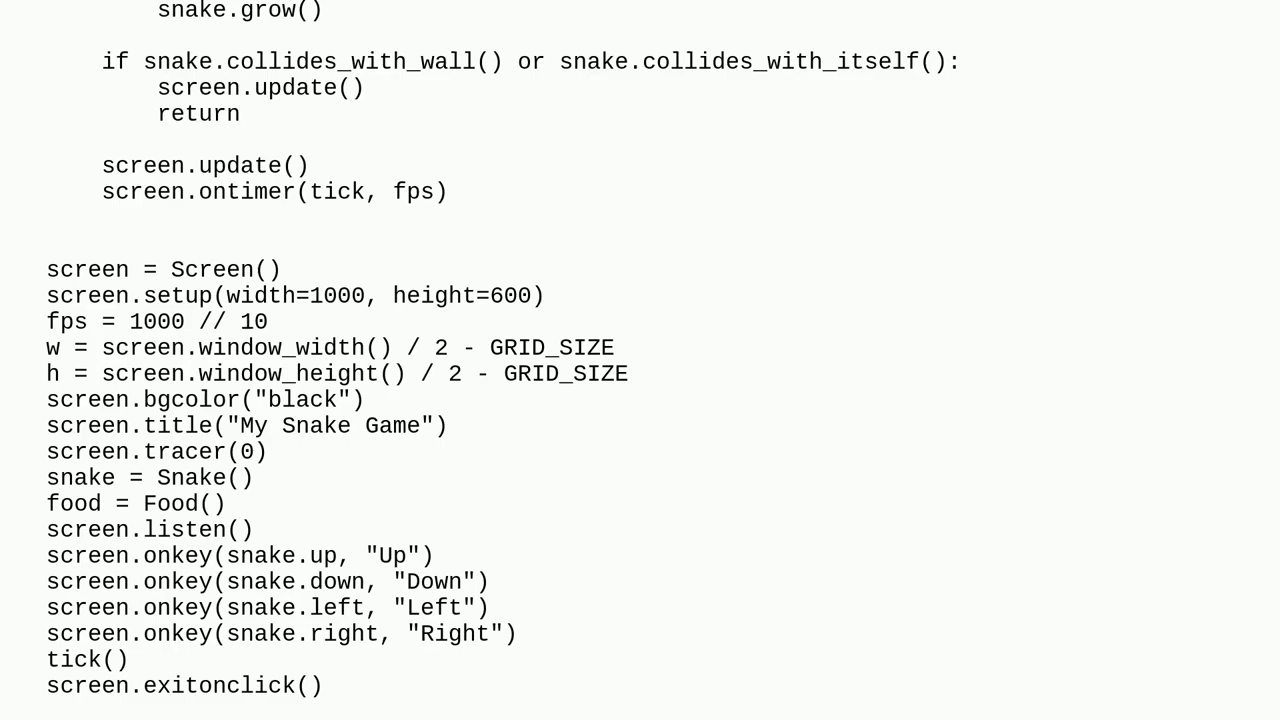 snake.grow()

    if snake.collides_with_wall() or snake.collides_with_itself():
        screen.update()
        return

    screen.update()
    screen.ontimer(tick, fps)


screen = Screen()
screen.setup(width=1000, height=600)
fps = 1000 // 10
w = screen.window_width() / 2 - GRID_SIZE
h = screen.window_height() / 2 - GRID_SIZE
screen.bgcolor("black")
screen.title("My Snake Game")
screen.tracer(0)
snake = Snake()
food = Food()
screen.listen()
screen.onkey(snake.up, "Up")
screen.onkey(snake.down, "Down")
screen.onkey(snake.left, "Left")
screen.onkey(snake.right, "Right")
tick()
screen.exitonclick()